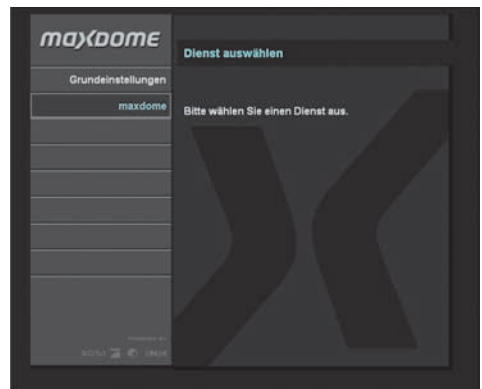 maxdome
Dienst auswählen
Grundeinstellungen
maxdome
Bitte wählen Sie einen Dienst aus.